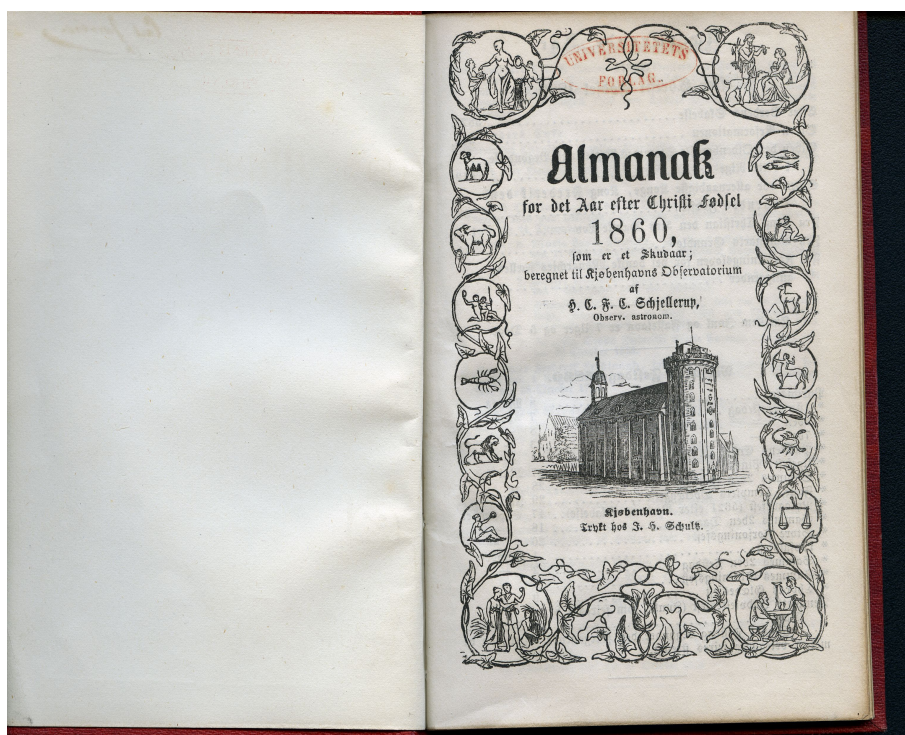 UNIVERSITETETS
FORLAG.
Almanak
for det Aar efter Christi Fødsel
1860,
som er et Skudaar;
beregnet til Kjøbenhavns Observatorium
af
H. C. F. C. Schjellerup,
Observ. astronom.
Kjøbenhavn.
Trykt hos J. H. Schultz.